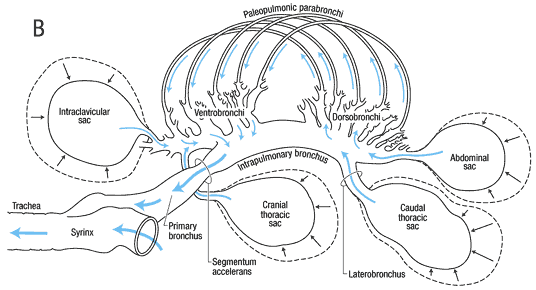 B
Paleopulmonic parabronchi
Intraclavicular
sac
Ventrobronchi
Dorsobronchi
Intrapulmonary bronchus
Abdominal
sac
Trachea
Syrinx
Primary
bronchus
Segmentum
accelerans
Cranial
thoracic
sac
Caudal
thoracic
sac
Laterobronchus